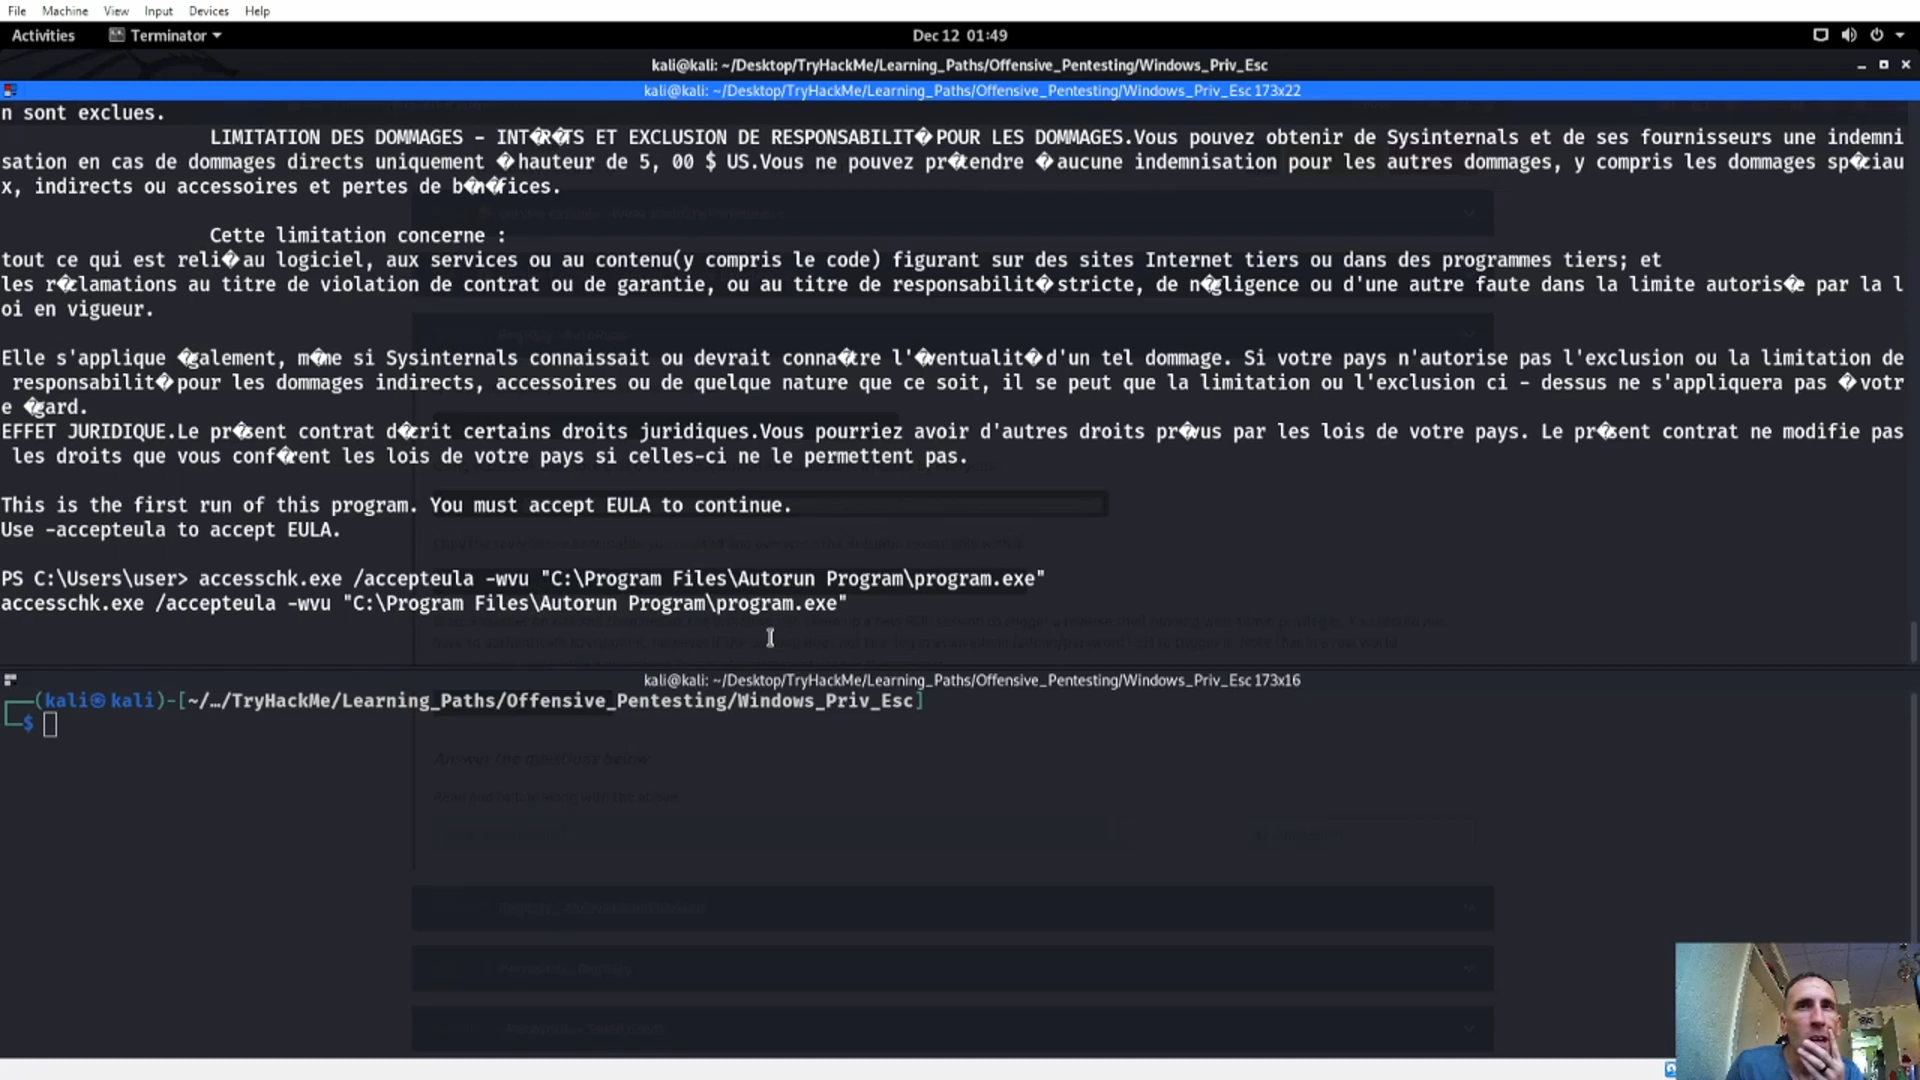 File Machine View Input Devices Help
Activities Terminator Dec 12 01:49
kali@kali: ~/Desktop/TryHackMe/Learning_Paths/Offensive_Pentesting/Windows_Priv_Esc
kali@kali: ~/Desktop/TryHackMe/Learning_Paths/Offensive_Pentesting/Windows_Priv_Esc 173x22
n sont exclues.
LIMITATION DES DOMMAGES - INT�R�TS ET EXCLUSION DE RESPONSABILIT� POUR LES DOMMAGES.Vous pouvez obtenir de Sysinternals et de ses fournisseurs une indemni
sation en cas de dommages directs uniquement � hauteur de 5, 00 $ US.Vous ne pouvez pr�tendre � aucune indemnisation pour les autres dommages, y compris les dommages sp�ciau
x, indirects ou accessoires et pertes de b�n�fices.
Cette limitation concerne :
tout ce qui est reli� au logiciel, aux services ou au contenu(y compris le code) figurant sur des sites Internet tiers ou dans des programmes tiers; et
les r�clamations au titre de violation de contrat ou de garantie, ou au titre de responsabilit� stricte, de n�gligence ou d'une autre faute dans la limite autoris�e par la l
oi en vigueur.
Elle s'applique �galement, m�me si Sysinternals connaissait ou devrait conna�tre l'�ventualit� d'un tel dommage. Si votre pays n'autorise pas l'exclusion ou la limitation de
responsabilit� pour les dommages indirects, accessoires ou de quelque nature que ce soit, il se peut que la limitation ou l'exclusion ci - dessus ne s'appliquera pas � votr
e �gard.
EFFET JURIDIQUE.Le pr�sent contrat d�crit certains droits juridiques.Vous pourriez avoir d'autres droits pr�vus par les lois de votre pays. Le pr�sent contrat ne modifie pas
les droits que vous conf�rent les lois de votre pays si celles-ci ne le permettent pas.
This is the first run of this program. You must accept EULA to continue.
Use -accepteula to accept EULA.
PS C:\Users\user> accesschk.exe /accepteula -wvu "C:\Program Files\Autorun Program\program.exe"
accesschk.exe /accepteula -wvu "C:\Program Files\Autorun Program\program.exe"
kali@kali: ~/Desktop/TryHackMe/Learning_Paths/Offensive_Pentesting/Windows_Priv_Esc 173x16
(kali㉿kali)-[~/…/TryHackMe/Learning_Paths/Offensive_Pentesting/Windows_Priv_Esc]
$
Answer the questions below